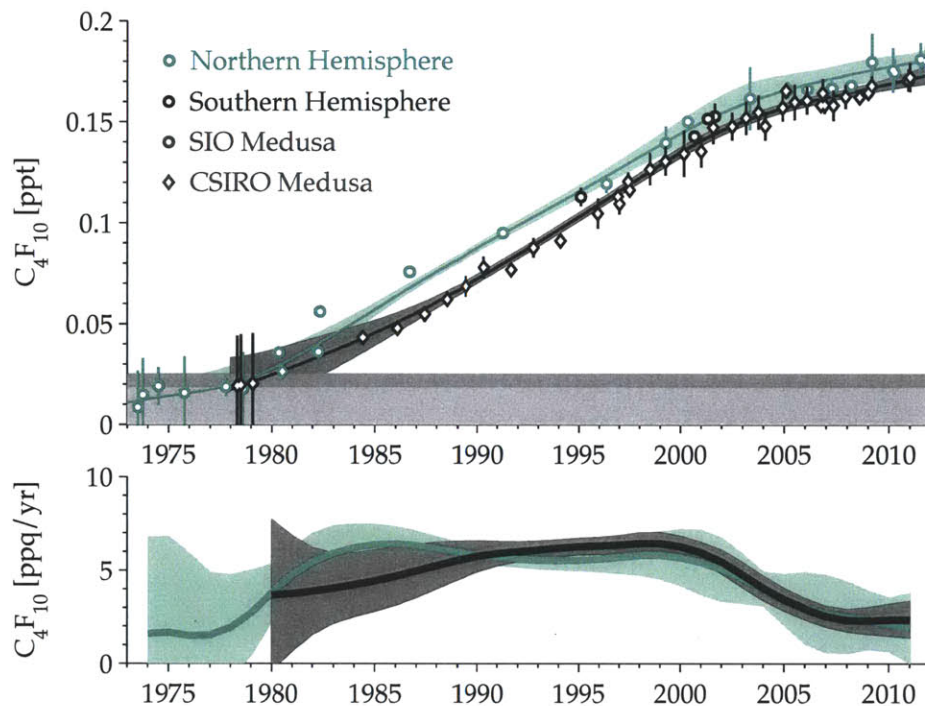 C₄F₁₀ [ppt]
0.2
0.15
0.1
0.05
0
Northern Hemisphere
Southern Hemisphere
SIO Medusa
CSIRO Medusa
1975 1980 1985 1990 1995 2000 2005 2010
C₄F₁₀ [ppq/yr]
10
5
0
1975 1980 1985 1990 1995 2000 2005 2010